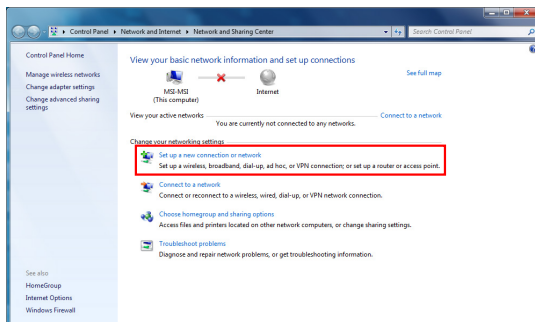 Control Panel ▸ Network and Internet ▸ Network and Sharing Center
Search Control Panel
Control Panel Home
Manage wireless networks
Change adapter settings
Change advanced sharing
settings
View your basic network information and set up connections
See full map
MSI-MSI
(This computer)
Internet
View your active networks
Connect to a network
You are currently not connected to any networks.
Change your networking settings
Set up a new connection or network
Set up a wireless, broadband, dial-up, ad hoc, or VPN connection; or set up a router or access point.
Connect to a network
Connect or reconnect to a wireless, wired, dial-up, or VPN network connection.
Choose homegroup and sharing options
Access files and printers located on other network computers, or change sharing settings.
Troubleshoot problems
Diagnose and repair network problems, or get troubleshooting information.
See also
HomeGroup
Internet Options
Windows Firewall